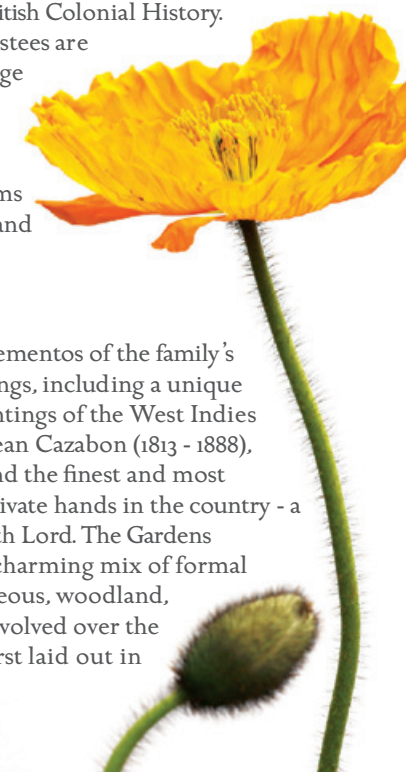 itish Colonial History.
stees are
ge
ms
and
ementos of the family's
ngs, including a unique
ntings of the West Indies
ean Cazabon (1813 - 1888),
nd the finest and most
rivate hands in the country - a
th Lord. The Gardens
charming mix of formal
eous, woodland,
volved over the
rst laid out in